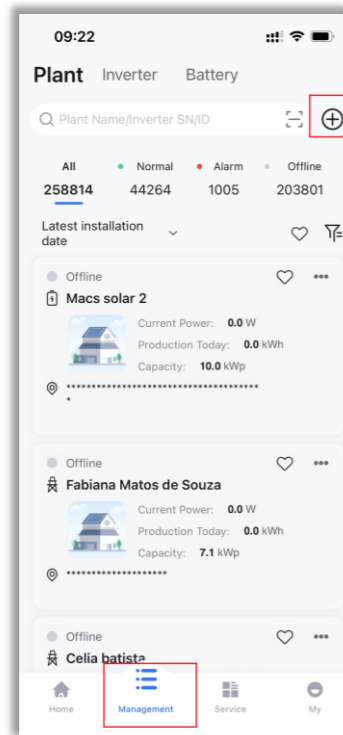 09:22
Plant Inverter Battery
Plant Name/Inverter SN/ID
All Normal Alarm Offline
258814 44264 1005 203801
Latest installation
date
Offline
Macs solar 2
Current Power: 0.0 W
Production Today: 0.0 kWh
Capacity: 10.0 kWp
****************************************
*
Offline
Fabiana Matos de Souza
Current Power: 0.0 W
Production Today: 0.0 kWh
Capacity: 7.1 kWp
*********************
Offline
Celia batista
Home Management Service My